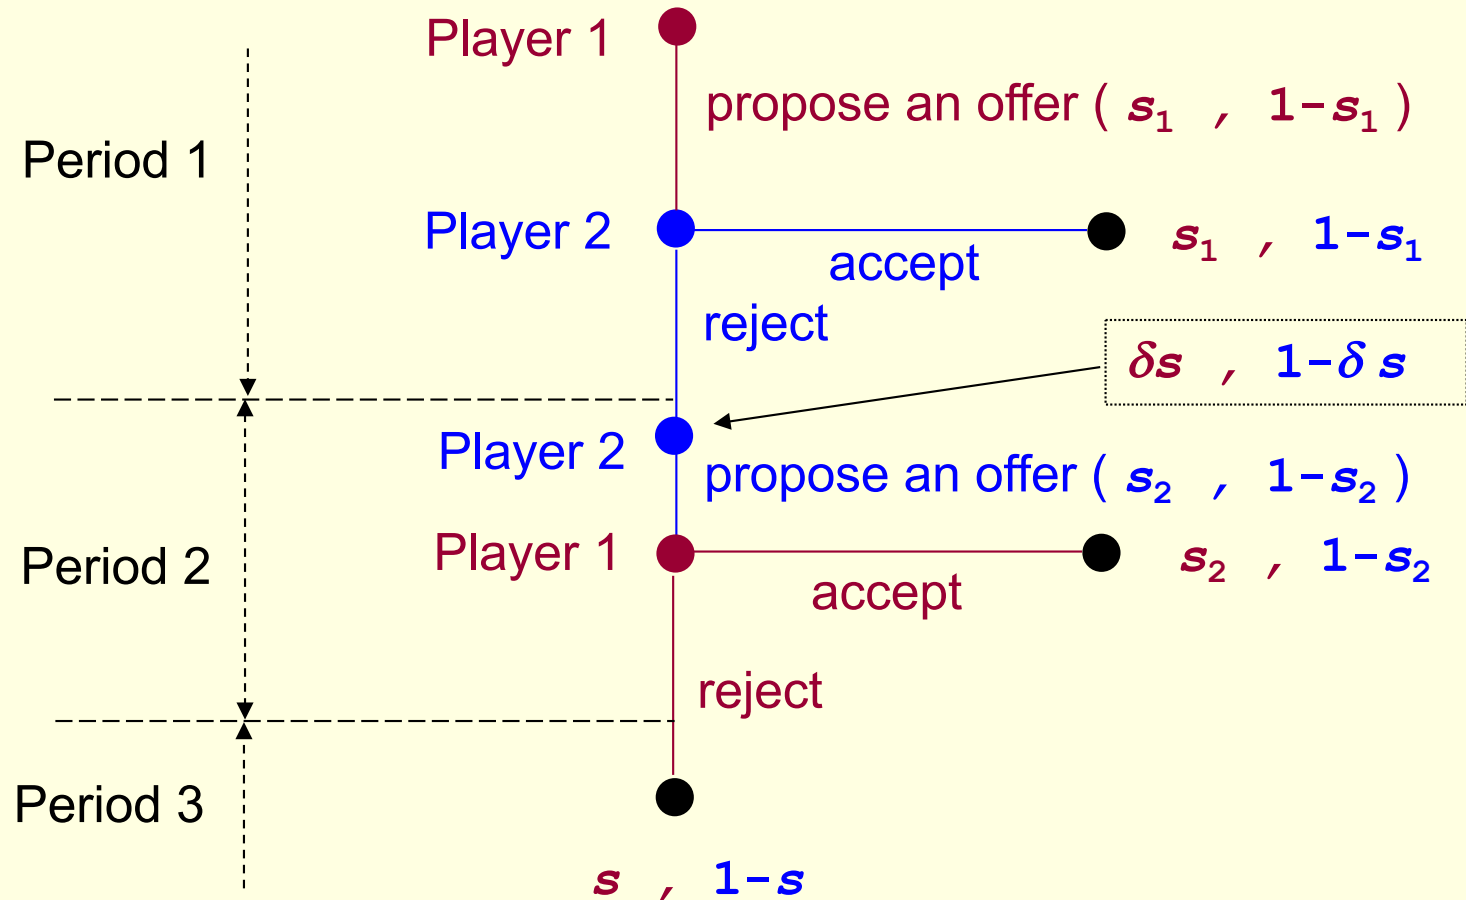 Player 1
propose an offer ( s₁ , 1-s₁ )
Period 1
Player 2
accept
s₁ , 1-s₁
reject
δs , 1-δ s
Player 2
propose an offer ( s₂ , 1-s₂ )
Player 1
accept
s₂ , 1-s₂
Period 2
reject
Period 3
s , 1-s